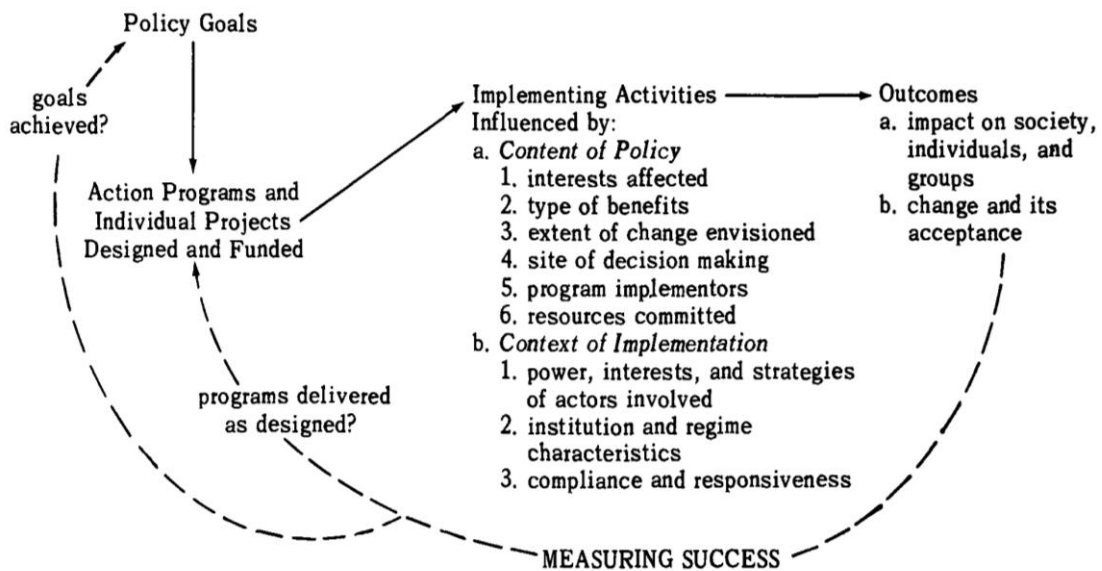 Policy Goals
goals
achieved?
Action Programs and
Individual Projects
Designed and Funded
programs delivered
as designed?
Implementing Activities
Influenced by:
a. Content of Policy
1. interests affected
2. type of benefits
3. extent of change envisioned
4. site of decision making
5. program implementors
6. resources committed
b. Context of Implementation
1. power, interests, and strategies
of actors involved
2. institution and regime
characteristics
3. compliance and responsiveness
Outcomes
a. impact on society,
individuals, and
groups
b. change and its
acceptance
MEASURING SUCCESS